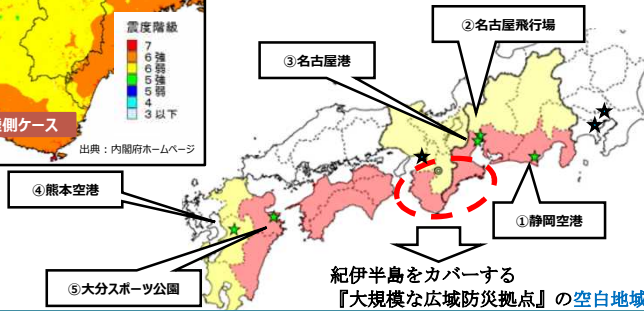 震度階級
7
6強
6弱
5強
5弱
4
3以下
側ケース
出典：内閣府ホームページ
②名古屋飛行場
③名古屋港
④熊本空港
①静岡空港
⑤大分スポーツ公園
紀伊半島をカバーする
『大規模な広域防災拠点』の空白地域